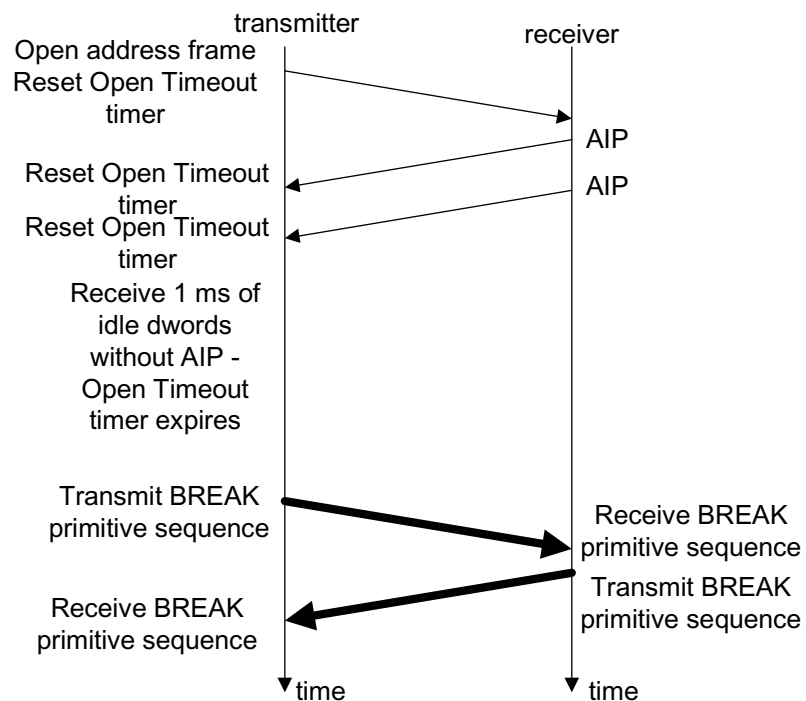 transmitter
receiver
Open address frame
Reset Open Timeout
timer
AIP
Reset Open Timeout
timer
AIP
Reset Open Timeout
timer
Receive 1 ms of
idle dwords
without AIP -
Open Timeout
timer expires
Transmit BREAK
primitive sequence
Receive BREAK
primitive sequence
Transmit BREAK
primitive sequence
Receive BREAK
primitive sequence
time
time